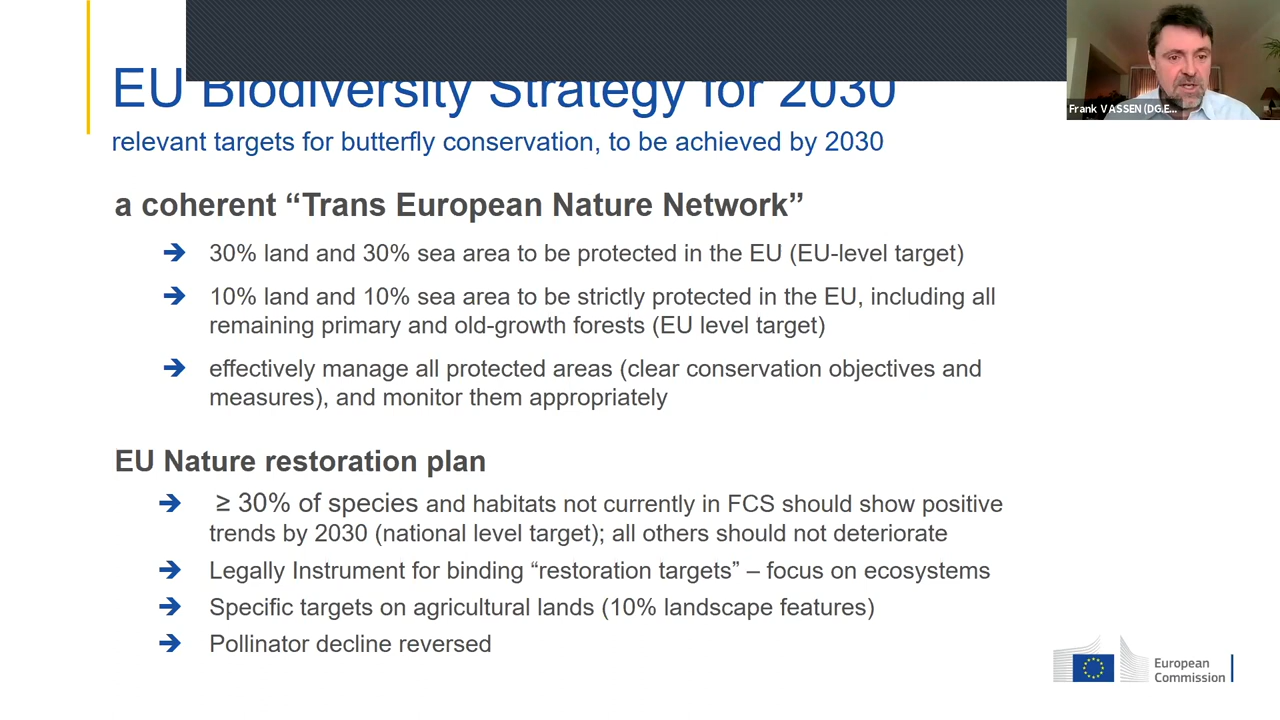 EU Biodiversity Strategy for 2030
Frank VASSEN (DG.E...
relevant targets for butterfly conservation, to be achieved by 2030
a coherent “Trans European Nature Network”
➔ 30% land and 30% sea area to be protected in the EU (EU-level target)
➔ 10% land and 10% sea area to be strictly protected in the EU, including all
remaining primary and old-growth forests (EU level target)
➔ effectively manage all protected areas (clear conservation objectives and
measures), and monitor them appropriately
EU Nature restoration plan
➔ ≥ 30% of species and habitats not currently in FCS should show positive
trends by 2030 (national level target); all others should not deteriorate
➔ Legally Instrument for binding “restoration targets” – focus on ecosystems
➔ Specific targets on agricultural lands (10% landscape features)
➔ Pollinator decline reversed
European
Commission